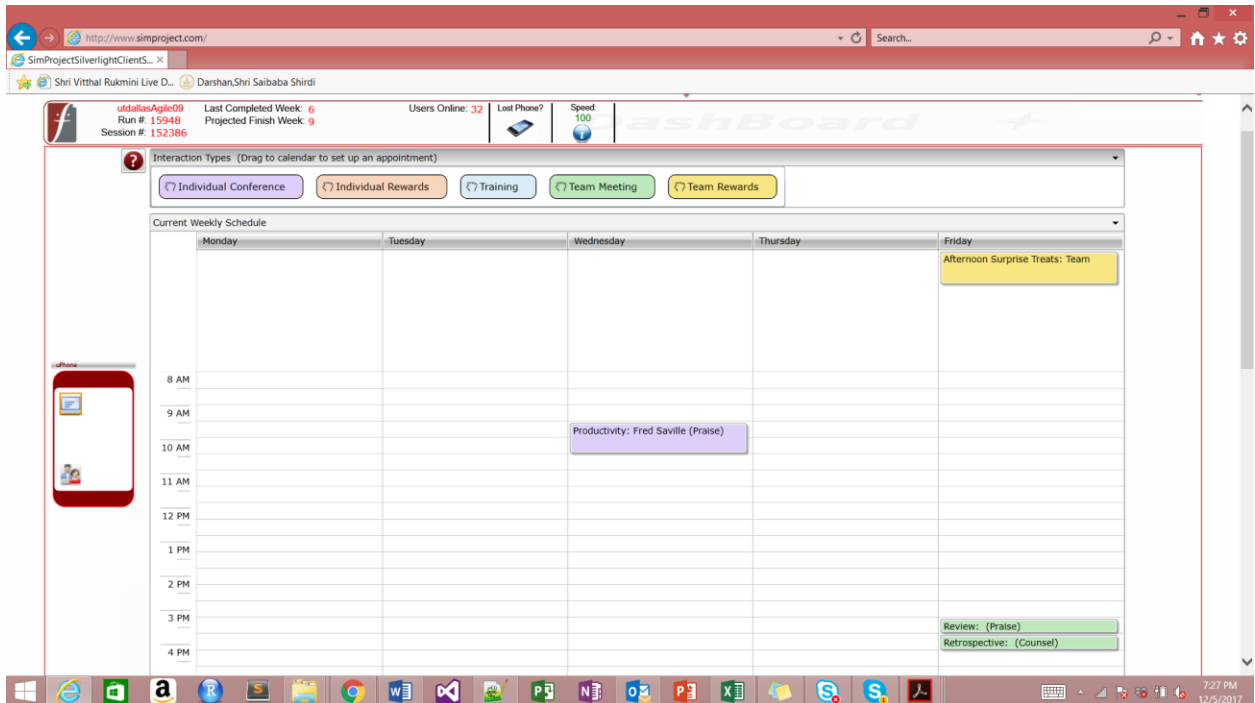 http://www.simproject.com/
Search...
SimProjectSilverlightClientS...
Shri Vitthal Rukmini Live D...
Darshan,Shri Saibaba Shirdi
utdallasAgile09
Run #: 15948
Session #: 152386
Last Completed Week: 6
Projected Finish Week: 9
Users Online: 32
Lost Phone?
Speed:
100
DashBoard
Interaction Types (Drag to calendar to set up an appointment)
Individual Conference
Individual Rewards
Training
Team Meeting
Team Rewards
Current Weekly Schedule
Monday
Tuesday
Wednesday
Thursday
Friday
Afternoon Surprise Treats: Team
uPhone
8 AM
9 AM
Productivity: Fred Saville (Praise)
10 AM
11 AM
12 PM
1 PM
2 PM
3 PM
Review: (Praise)
Retrospective: (Counsel)
4 PM
7:27 PM
12/5/2017